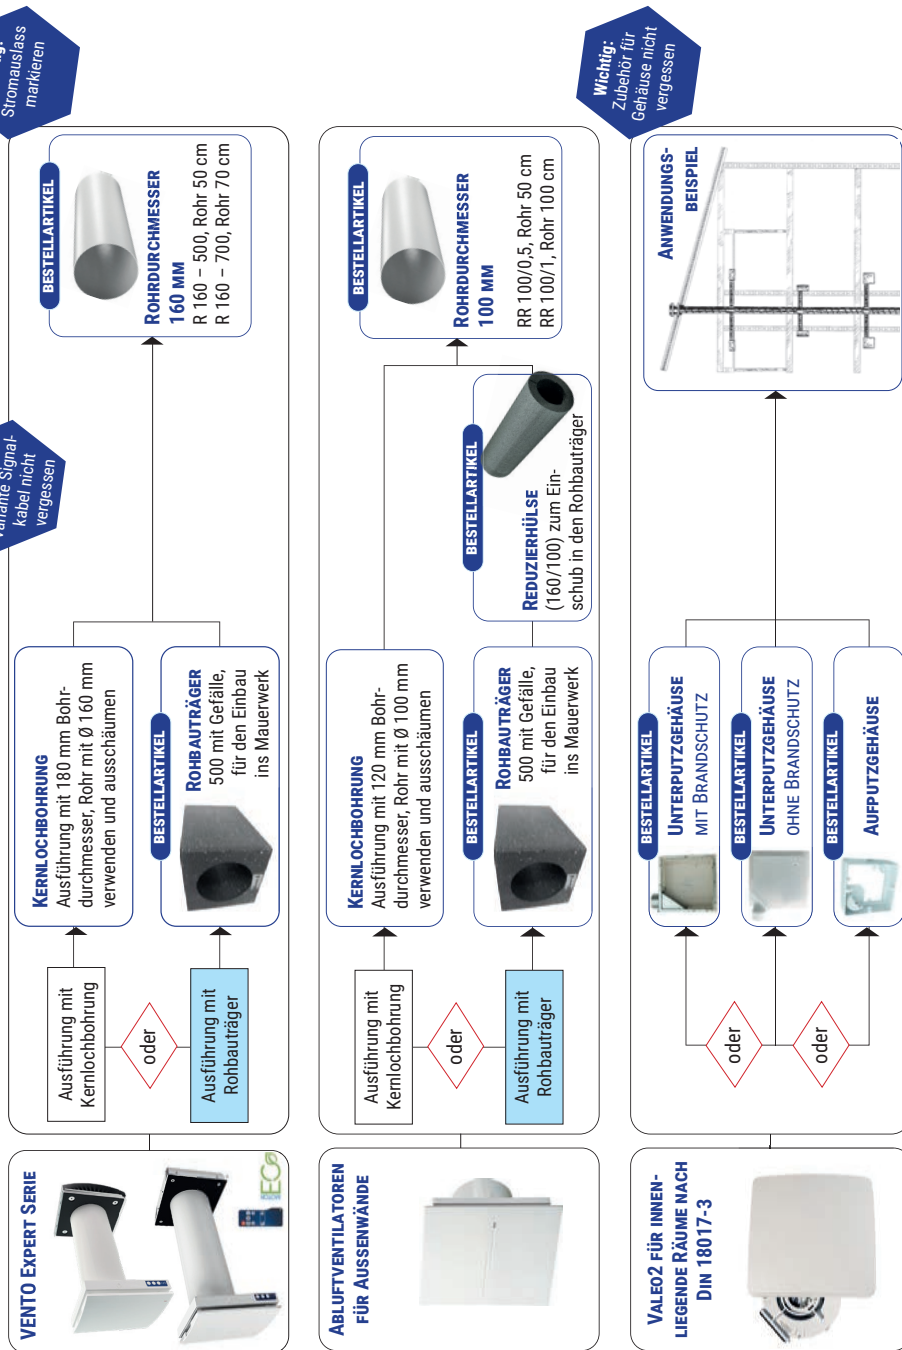 VENTO EXPERT SERIE
ECO
Ausführung mit
Kernlochbohrung
oder
Ausführung mit
Rohbauträger
KERNLOCHBOHRUNG
Ausführung mit 180 mm Bohr-
durchmesser, Rohr mit Ø 160 mm
verwenden und ausschäumen
BESTELLARTIKEL
ROHBAUTRÄGER
500 mit Gefälle,
für den Einbau
ins Mauerwerk
Variante Signal-
kabel nicht
vergessen
BESTELLARTIKEL
ROHRDURCHMESSER
160 MM
R 160 – 500, Rohr 50 cm
R 160 – 700, Rohr 70 cm
Stromauslass
markieren
ABLUFTVENTILATOREN
FÜR AUSSENWÄNDE
Ausführung mit
Kernlochbohrung
oder
Ausführung mit
Rohbauträger
KERNLOCHBOHRUNG
Ausführung mit 120 mm Bohr-
durchmesser, Rohr mit Ø 100 mm
verwenden und ausschäumen
BESTELLARTIKEL
ROHBAUTRÄGER
500 mit Gefälle,
für den Einbau
ins Mauerwerk
BESTELLARTIKEL
REDUZIERHÜLSE
(160/100) zum Ein-
schub in den Rohbauträger
BESTELLARTIKEL
ROHRDURCHMESSER
100 MM
RR 100/0,5, Rohr 50 cm
RR 100/1, Rohr 100 cm
VALEO2 FÜR INNEN-
LIEGENDE RÄUME NACH
DIN 18017-3
oder
oder
BESTELLARTIKEL
UNTERPUTZGEHÄUSE
MIT BRANDSCHUTZ
BESTELLARTIKEL
UNTERPUTZGEHÄUSE
OHNE BRANDSCHUTZ
BESTELLARTIKEL
AUFPUTZGEHÄUSE
ANWENDUNGS-
BEISPIEL
Wichtig:
Zubehör für
Gehäuse nicht
vergessen